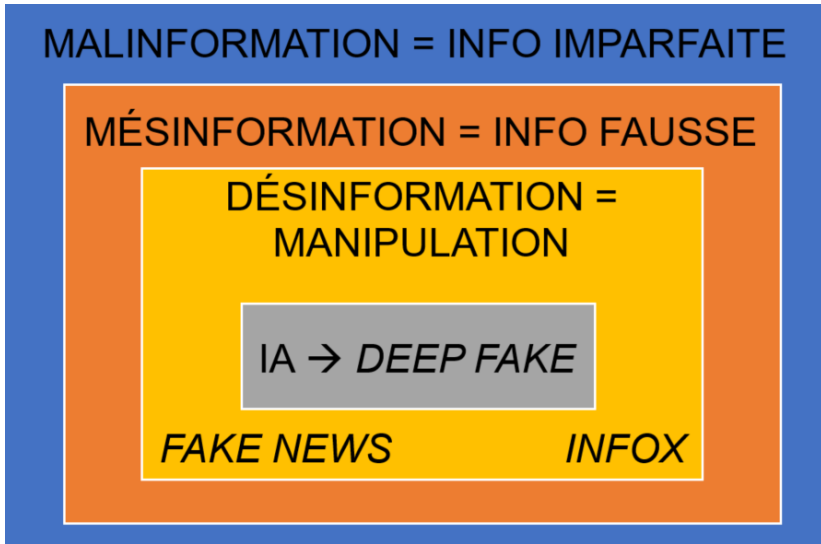 MALINFORMATION = INFO IMPARFAITE
MÉSINFORMATION = INFO FAUSSE
DÉSINFORMATION =
MANIPULATION
IA → DEEP FAKE
FAKE NEWS INFOX